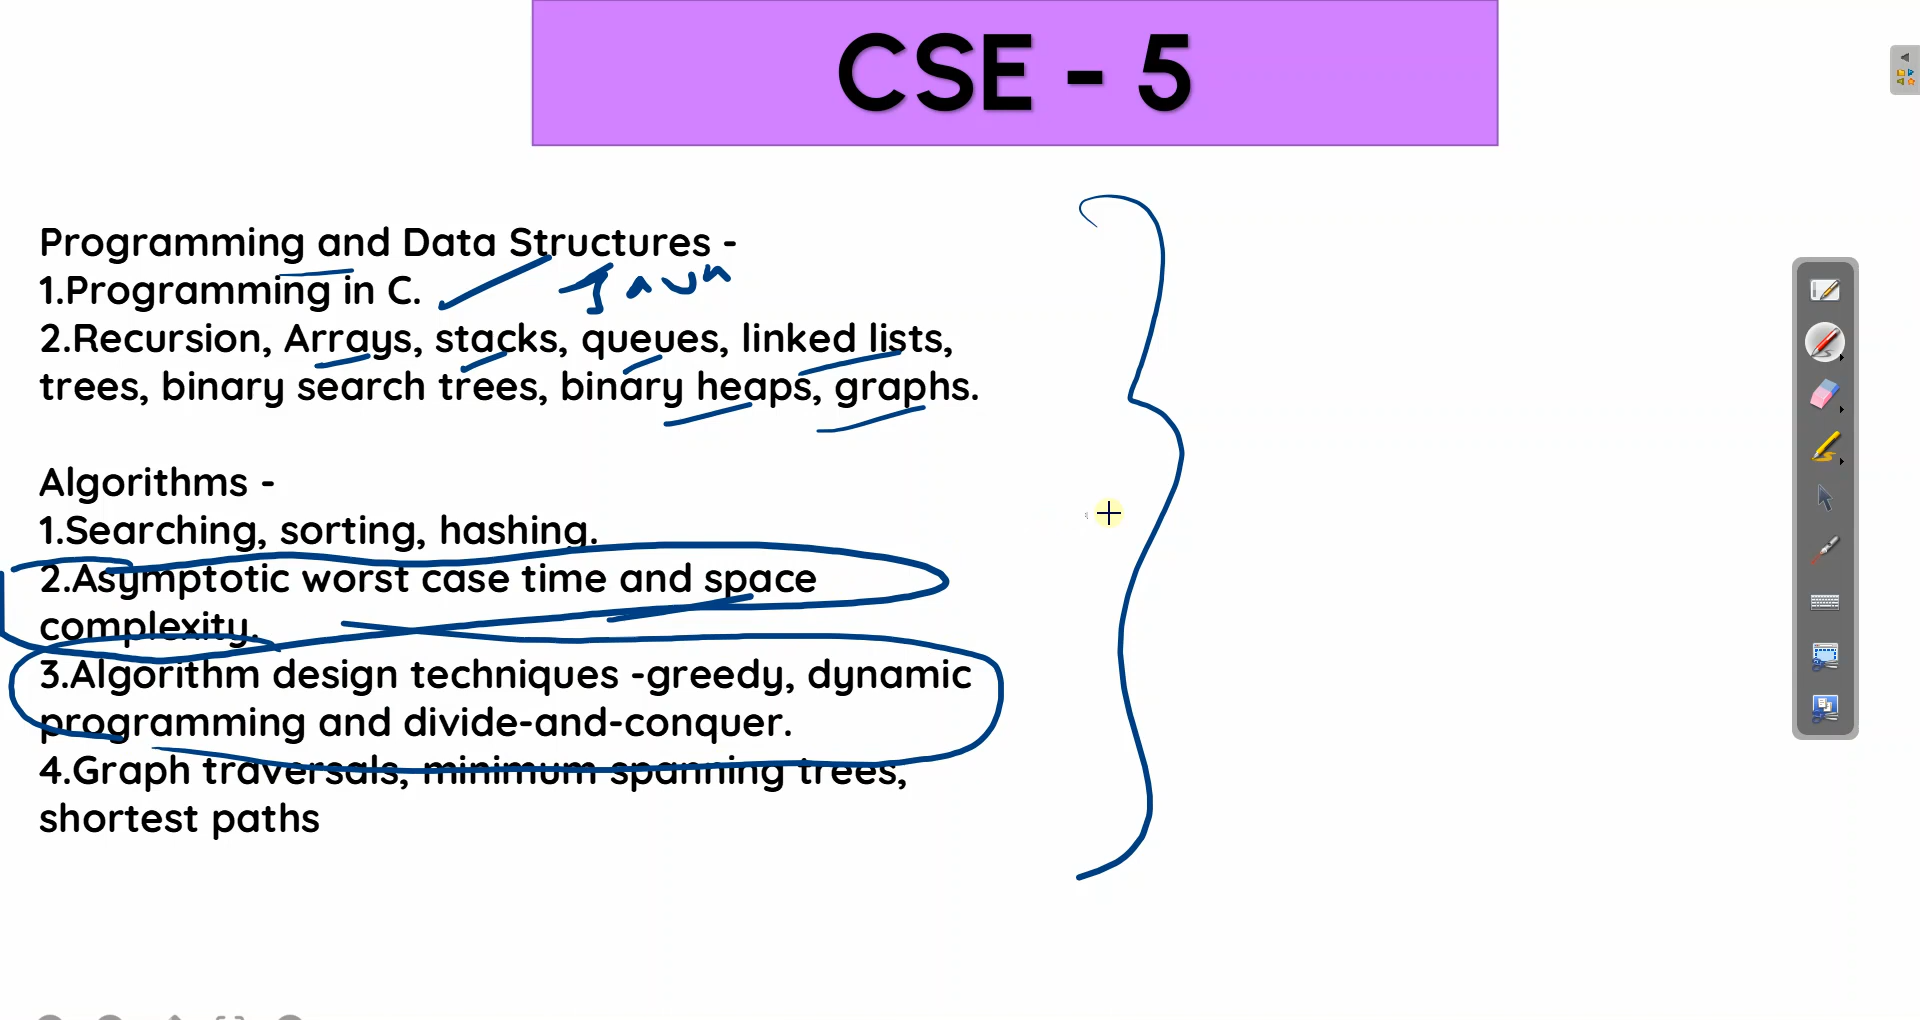 CSE - 5
Programming and Data Structures -
1.Programming in C.
Java
2.Recursion, Arrays, stacks, queues, linked lists,
trees, binary search trees, binary heaps, graphs.
Algorithms -
1.Searching, sorting, hashing.
2.Asymptotic worst case time and space
complexity.
3.Algorithm design techniques -greedy, dynamic
programming and divide-and-conquer.
4.Graph traversals, minimum spanning trees,
shortest paths